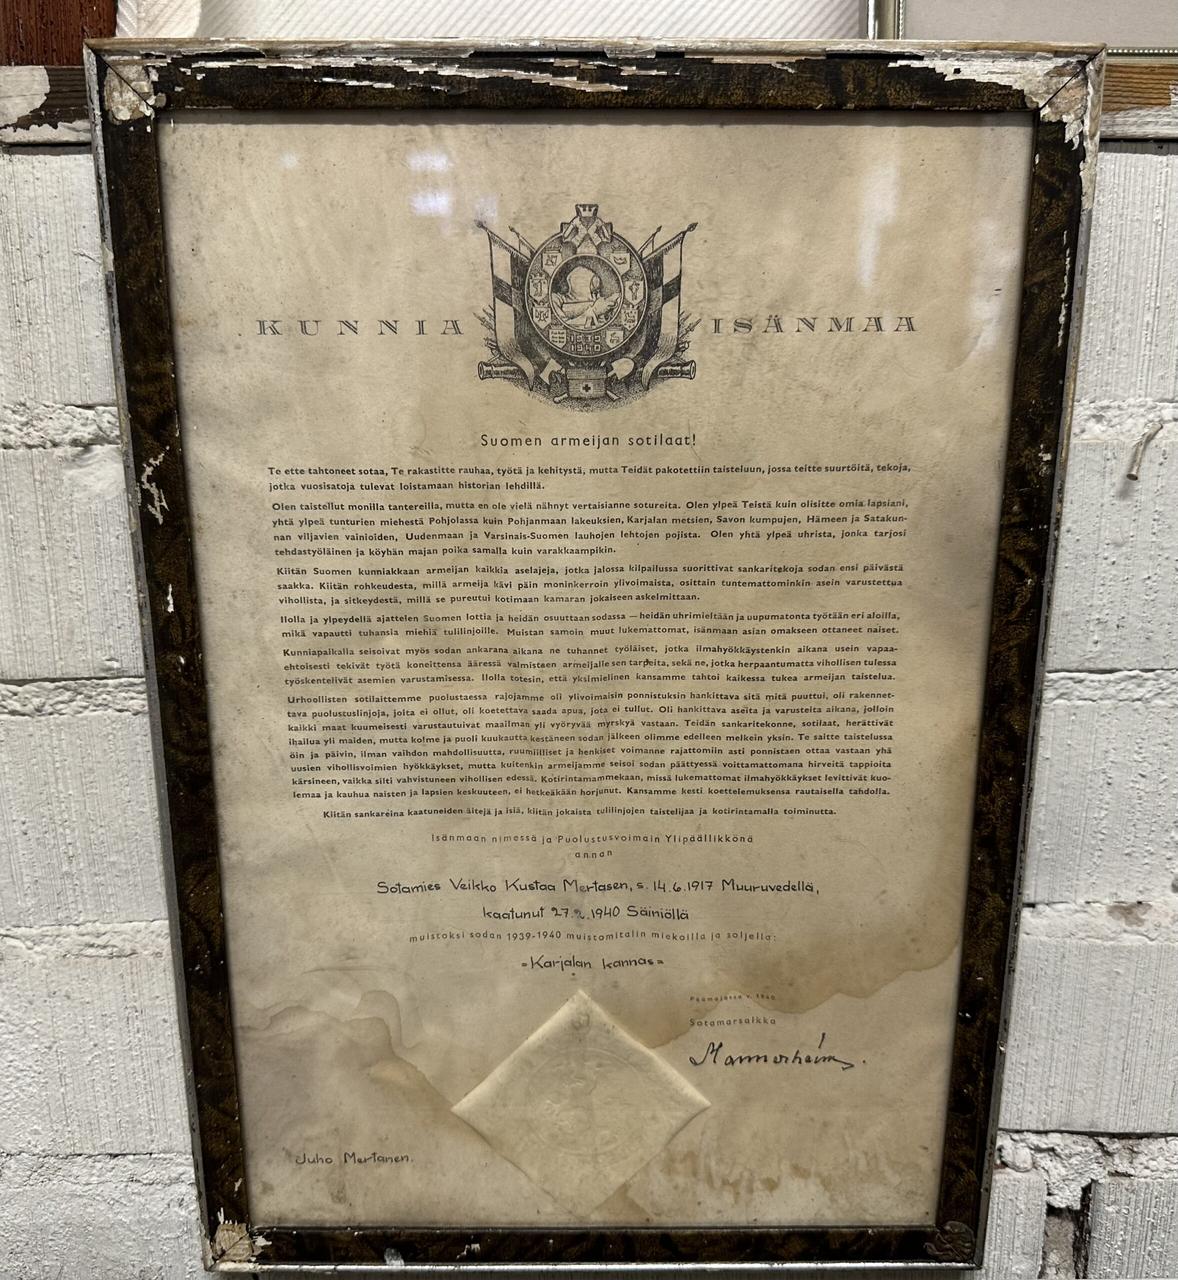 KUNNIA ISÄNMAA
1939
1940
Suomen armeijan sotilaat!
Te ette tahtoneet sotaa, Te rakastitte rauhaa, työtä ja kehitystä, mutta Teidät pakotettiin taisteluun, jossa teitte suurtöitä, tekoja,
jotka vuosisatoja tulevat loistamaan historian lehdillä.
Olen taistellut monilla tantereilla, mutta en ole vielä nähnyt vertaisianne sotureita. Olen ylpeä Teistä kuin olisitte omia lapsiani,
yhtä ylpeä tunturien miehestä Pohjolassa kuin Pohjanmaan lakeuksien, Karjalan metsien, Savon kumpujen, Hämeen ja Satakun-
nan viljavien vainioiden, Uudenmaan ja Varsinais-Suomen lauhojen lehtojen pojista. Olen yhtä ylpeä uhrista, jonka tarjosi
tehdastyöläinen ja köyhän majan poika samalla kuin varakkaampikin.
Kiitän Suomen kunniakkaan armeijan kaikkia aselajeja, jotka jalossa kilpailussa suorittivat sankaritekoja sodan ensi päivästä
saakka. Kiitän rohkeudesta, millä armeija kävi päin moninkerroin ylivoimaista, osittain tuntemattominkin asein varustettua
vihollista, ja sitkeydestä, millä se pureutui kotimaan kamaran jokaiseen askelmittaan.
Ilolla ja ylpeydellä ajattelen Suomen lottia ja heidän osuuttaan sodassa — heidän uhrimieltään ja uupumatonta työtään eri aloilla,
mikä vapautti tuhansia miehiä tulilinjoille. Muistan samoin muut lukemattomat, isänmaan asian omakseen ottaneet naiset.
Kunniapaikalla seisoivat myös sodan ankarana aikana ne tuhannet työläiset, jotka ilmahyökkäystenkin aikana usein vapaa-
ehtoisesti tekivät työtä koneittensa ääressä valmistaen armeijalle sen tarpeita, sekä ne, jotka herpaantumatta vihollisen tulessa
työskentelivät asemien varustamisessa. Ilolla totesin, että yksimielinen kansamme tahtoi kaikessa tukea armeijan taistelua.
Urhoollisten sotilaittemme puolustaessa rajojamme oli ylivoimaisin ponnistuksin hankittava sitä mitä puuttui, oli rakennet-
tava puolustuslinjoja, joita ei ollut, oli koetettava saada apua, jota ei tullut. Oli hankittava aseita ja varusteita aikana, jolloin
kaikki maat kuumeisesti varustautuivat maailman yli vyöryvää myrskyä vastaan. Teidän sankaritekonne, sotilaat, herättivät
ihailua yli maiden, mutta kolme ja puoli kuukautta kestäneen sodan jälkeen olimme edelleen melkein yksin. Te saitte taistelussa
öin ja päivin, ilman vaihdon mahdollisuutta, ruumiilliset ja henkiset voimanne rajattomiin asti ponnistaen ottaa vastaan yhä
uusien vihollisvoimien hyökkäykset, mutta kuitenkin armeijamme seisoi sodan päättyessä voittamattomana hirveitä tappioita
kärsineen, vaikka silti vahvistuneen vihollisen edessä. Kotirintamammekaan, missä lukemattomat ilmahyökkäykset levittivät kuo-
lemaa ja kauhua naisten ja lapsien keskuuteen, ei hetkeäkään horjunut. Kansamme kesti koettelemuksensa rautaisella tahdolla.
Kiitän sankareina kaatuneiden äitejä ja isiä, kiitän jokaista tulilinjojen taistelijaa ja kotirintamalla toiminutta.
Isänmaan nimessä ja Puolustusvoimain Ylipäällikkönä
annan
Sotamies Veikko Kustaa Mertasen, s. 14.6.1917 Muuruvedellä,
kaatunut 27.2.1940 Säiniöllä
muistoksi sodan 1939-1940 muistomitalin miekoilla ja soljella:
=Karjalan kannas=
Päämajassa v. 1940
Sotamarsalkka
Mannerheim.
Juho Mertanen.